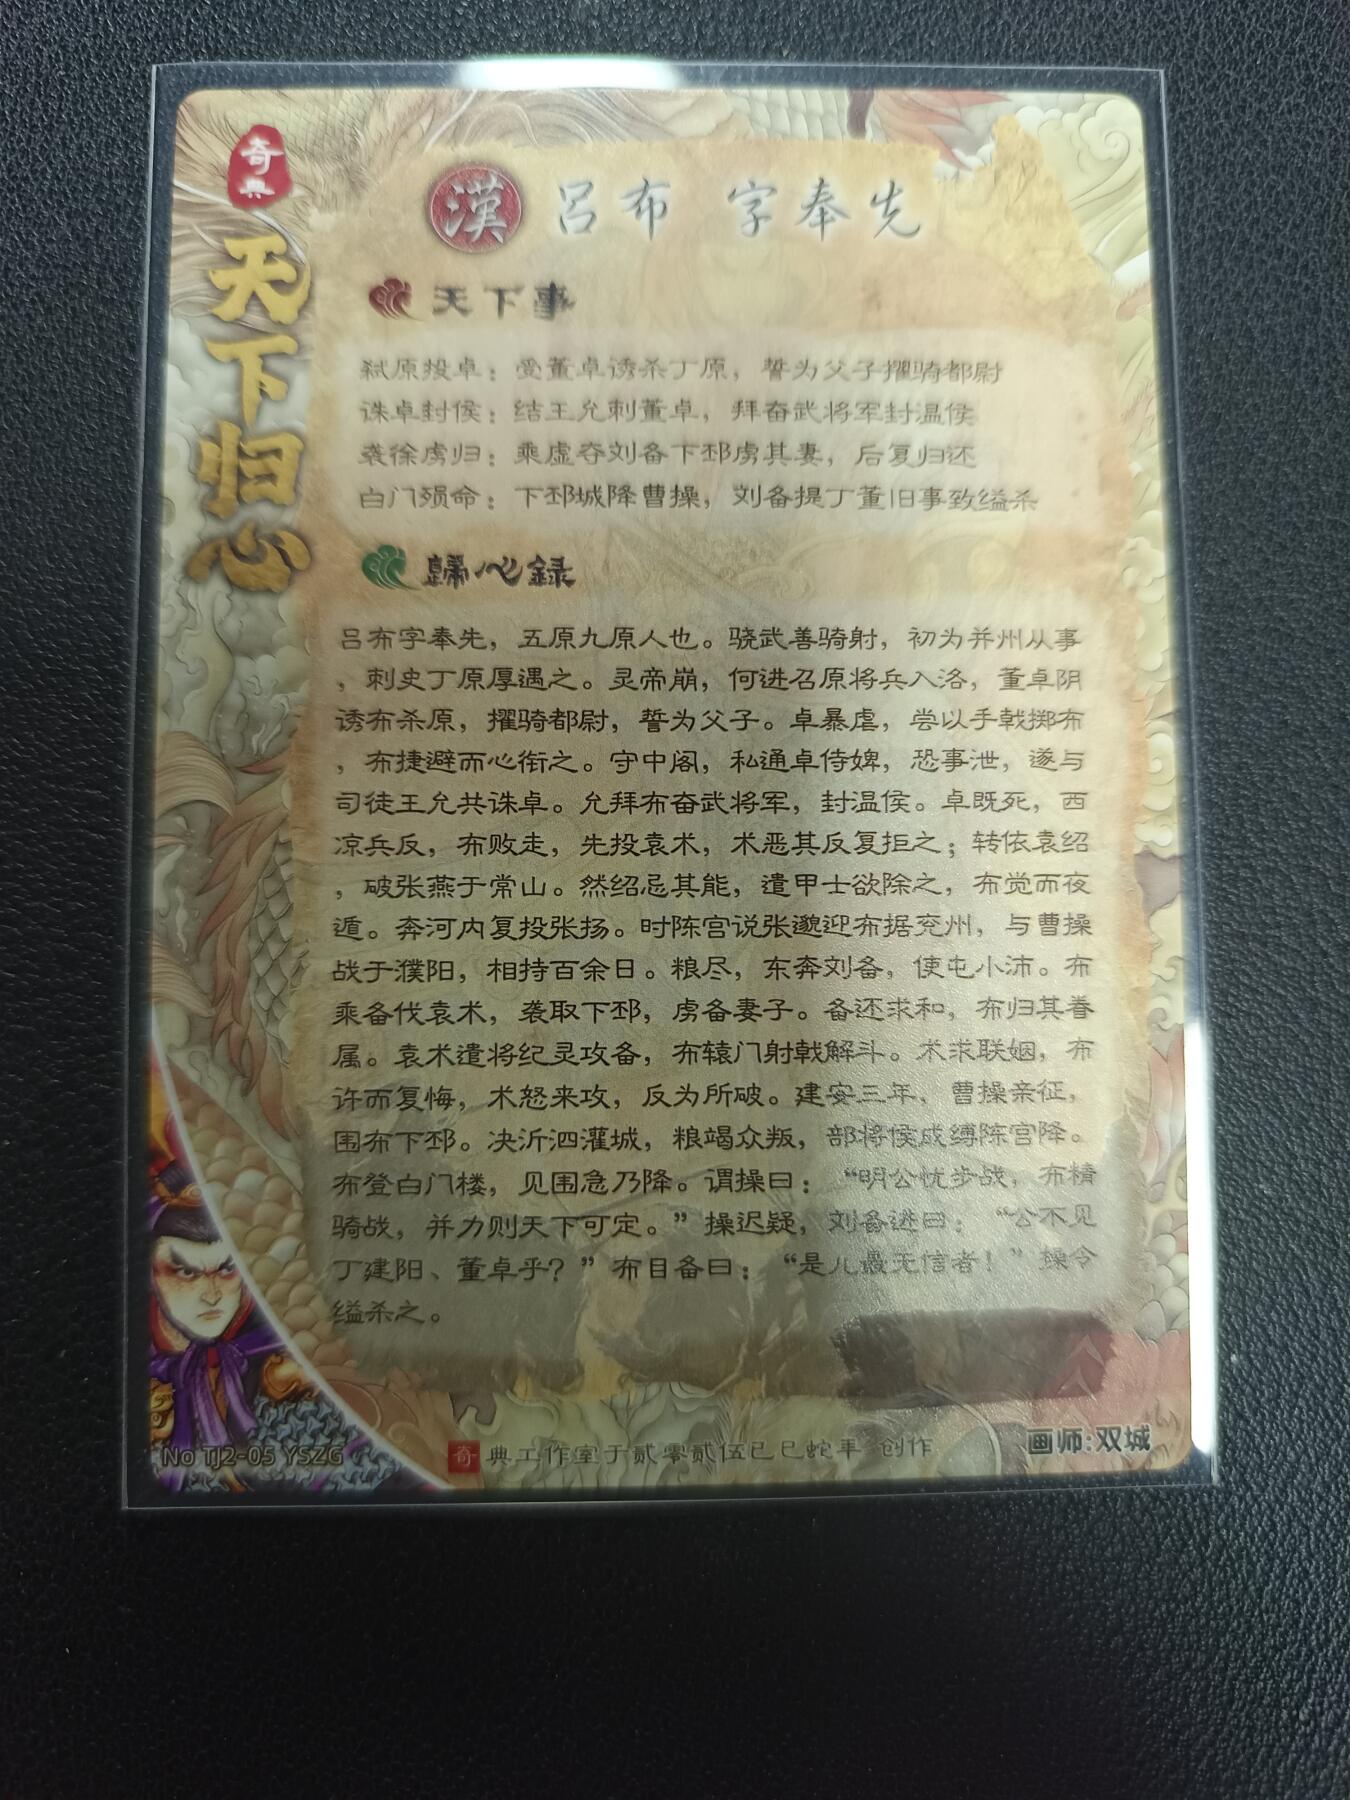 奇典
天下归心
漢 吕布 字奉先
天下事
弑原投卓：受董卓诱杀丁原，誓为父子擢骑都尉
诛卓封侯：结王允刺董卓，拜奋武将军封温侯
袭徐虏归：乘虚夺刘备下邳虏其妻，后复归还
白门殒命：下邳城降曹操，刘备提丁董旧事致缢杀
歸心録
吕布字奉先，五原九原人也。骁武善骑射，初为并州从事
，刺史丁原厚遇之。灵帝崩，何进召原将兵入洛，董卓阴
诱布杀原，擢骑都尉，誓为父子。卓暴虐，尝以手戟掷布
，布捷避而心衔之。守中阁，私通卓侍婢，恐事泄，遂与
司徒王允共诛卓。允拜布奋武将军，封温侯。卓既死，西
凉兵反，布败走，先投袁术，术恶其反复拒之；转依袁绍
，破张燕于常山。然绍忌其能，遣甲士欲除之，布觉而夜
遁。奔河内复投张扬。时陈宫说张邈迎布据兖州，与曹操
战于濮阳，相持百余日。粮尽，东奔刘备，使屯小沛。布
乘备伐袁术，袭取下邳，虏备妻子。备还求和，布归其眷
属。袁术遣将纪灵攻备，布辕门射戟解斗。术求联姻，布
许而复悔，术怒来攻，反为所破。建安三年，曹操亲征，
围布下邳。决沂泗灌城，粮竭众叛，部将侯成缚陈宫降。
布登白门楼，见围急乃降。谓操曰：“明公忧步战，布精
骑战，并力则天下可定。”操迟疑，刘备进曰：“公不见
丁建阳、董卓乎？”布目备曰：“是儿最无信者！”操令
缢杀之。
No TJ2-05 YSZG
奇典工作室于贰零贰伍已巳蛇年 创作
画师:双城